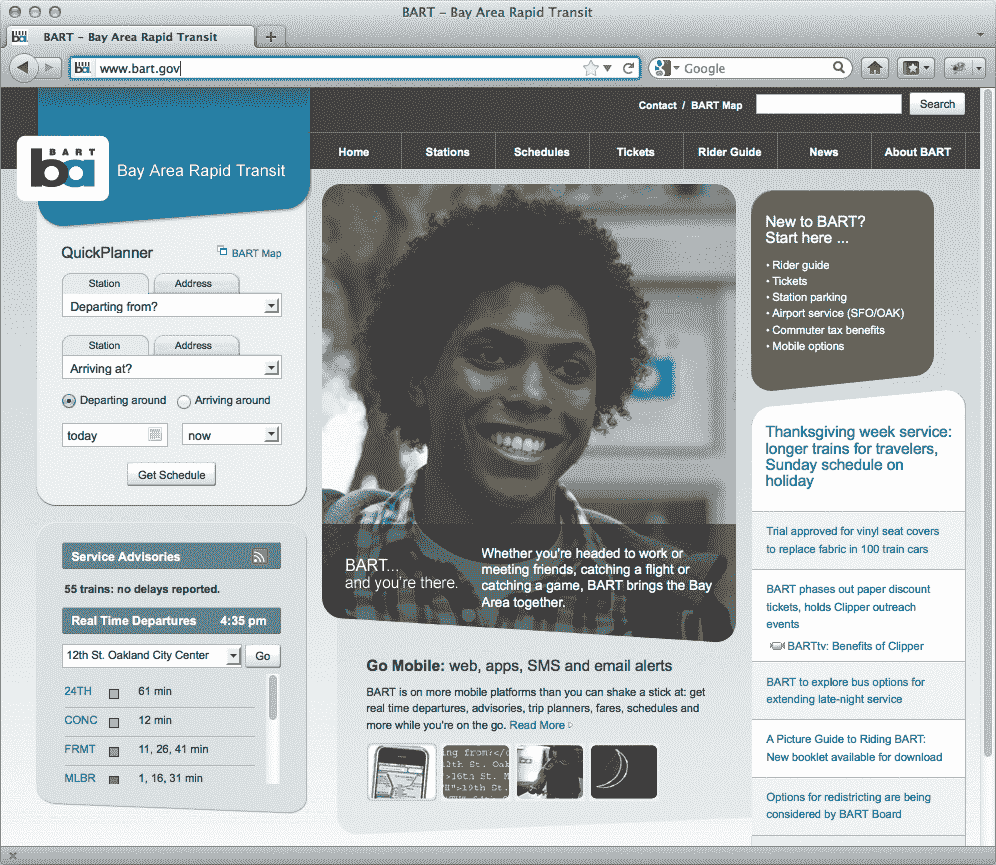 BART – Bay Area Rapid Transit
BART – Bay Area Rapid Transit
www.bart.gov
Google
Contact / BART Map
Search
BART
ba
Bay Area Rapid Transit
Home
Stations
Schedules
Tickets
Rider Guide
News
About BART
QuickPlanner
BART Map
Station
Address
Departing from?
Station
Address
Arriving at?
Departing around
Arriving around
today
now
Get Schedule
Service Advisories
55 trains: no delays reported.
Real Time Departures 4:35 pm
12th St. Oakland City Center
Go
24TH 61 min
CONC 12 min
FRMT 11, 26, 41 min
MLBR 1, 16, 31 min
BART...
and you're there.
Whether you're headed to work or
meeting friends, catching a flight or
catching a game, BART brings the Bay
Area together.
Go Mobile: web, apps, SMS and email alerts
BART is on more mobile platforms than you can shake a stick at: get
real time departures, advisories, trip planners, fares, schedules and
more while you're on the go. Read More
New to BART?
Start here ...
• Rider guide
• Tickets
• Station parking
• Airport service (SFO/OAK)
• Commuter tax benefits
• Mobile options
Thanksgiving week service:
longer trains for travelers,
Sunday schedule on
holiday
Trial approved for vinyl seat covers
to replace fabric in 100 train cars
BART phases out paper discount
tickets, holds Clipper outreach
events
BARTtv: Benefits of Clipper
BART to explore bus options for
extending late-night service
A Picture Guide to Riding BART:
New booklet available for download
Options for redistricting are being
considered by BART Board